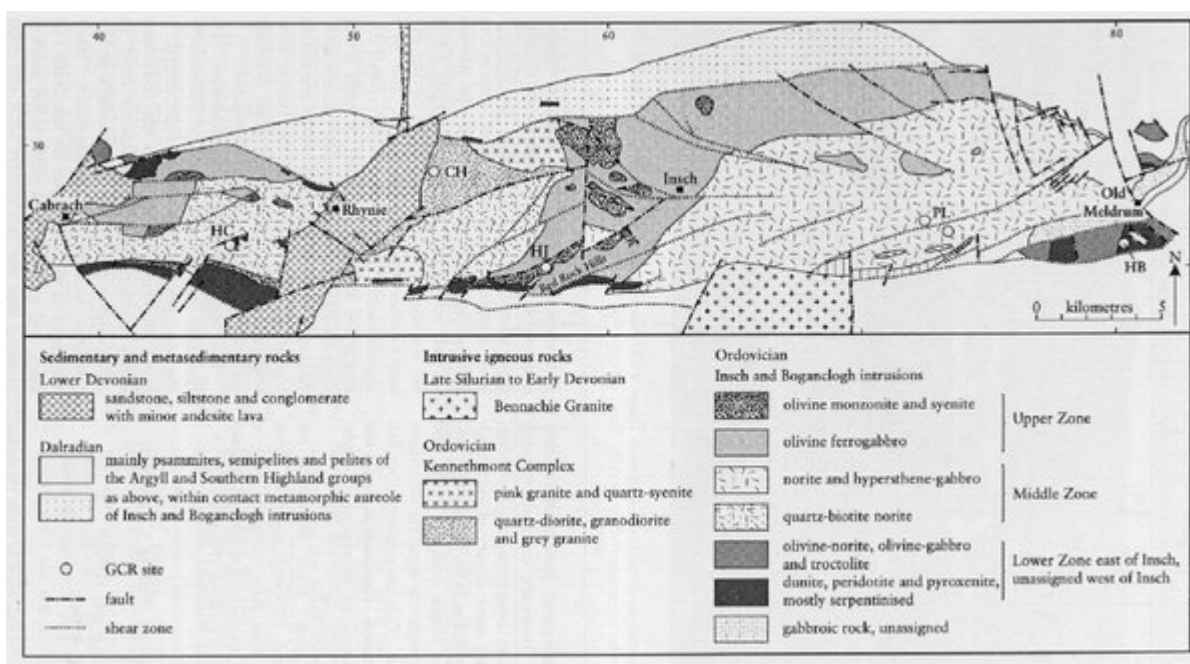 40
50
60
80
30
CH
Insch
Cabrach
Rhynie
Old
Meldrum
HC
PL
HI
Red Rock Hills
HB
N
0 kilometres 5
Sedimentary and metasedimentary rocks
Lower Devonian
sandstone, siltstone and conglomerate
with minor andesite lava
Dalradian
mainly psammites, semipelites and pelites of
the Argyll and Southern Highland groups
as above, within contact metamorphic aureole
of Insch and Boganclogh intrusions
GCR site
fault
shear zone
Intrusive igneous rocks
Late Silurian to Early Devonian
Bennachie Granite
Ordovician
Kennethmont Complex
pink granite and quartz-syenite
quartz-diorite, granodiorite
and grey granite
Ordovician
Insch and Boganclogh intrusions
olivine monzonite and syenite
Upper Zone
olivine ferrogabbro
norite and hypersthene-gabbro
Middle Zone
quartz-biotite norite
olivine-norite, olivine-gabbro
and troctolite
Lower Zone east of Insch,
unassigned west of Insch
dunite, peridotite and pyroxenite,
mostly serpentinised
gabbroic rock, unassigned